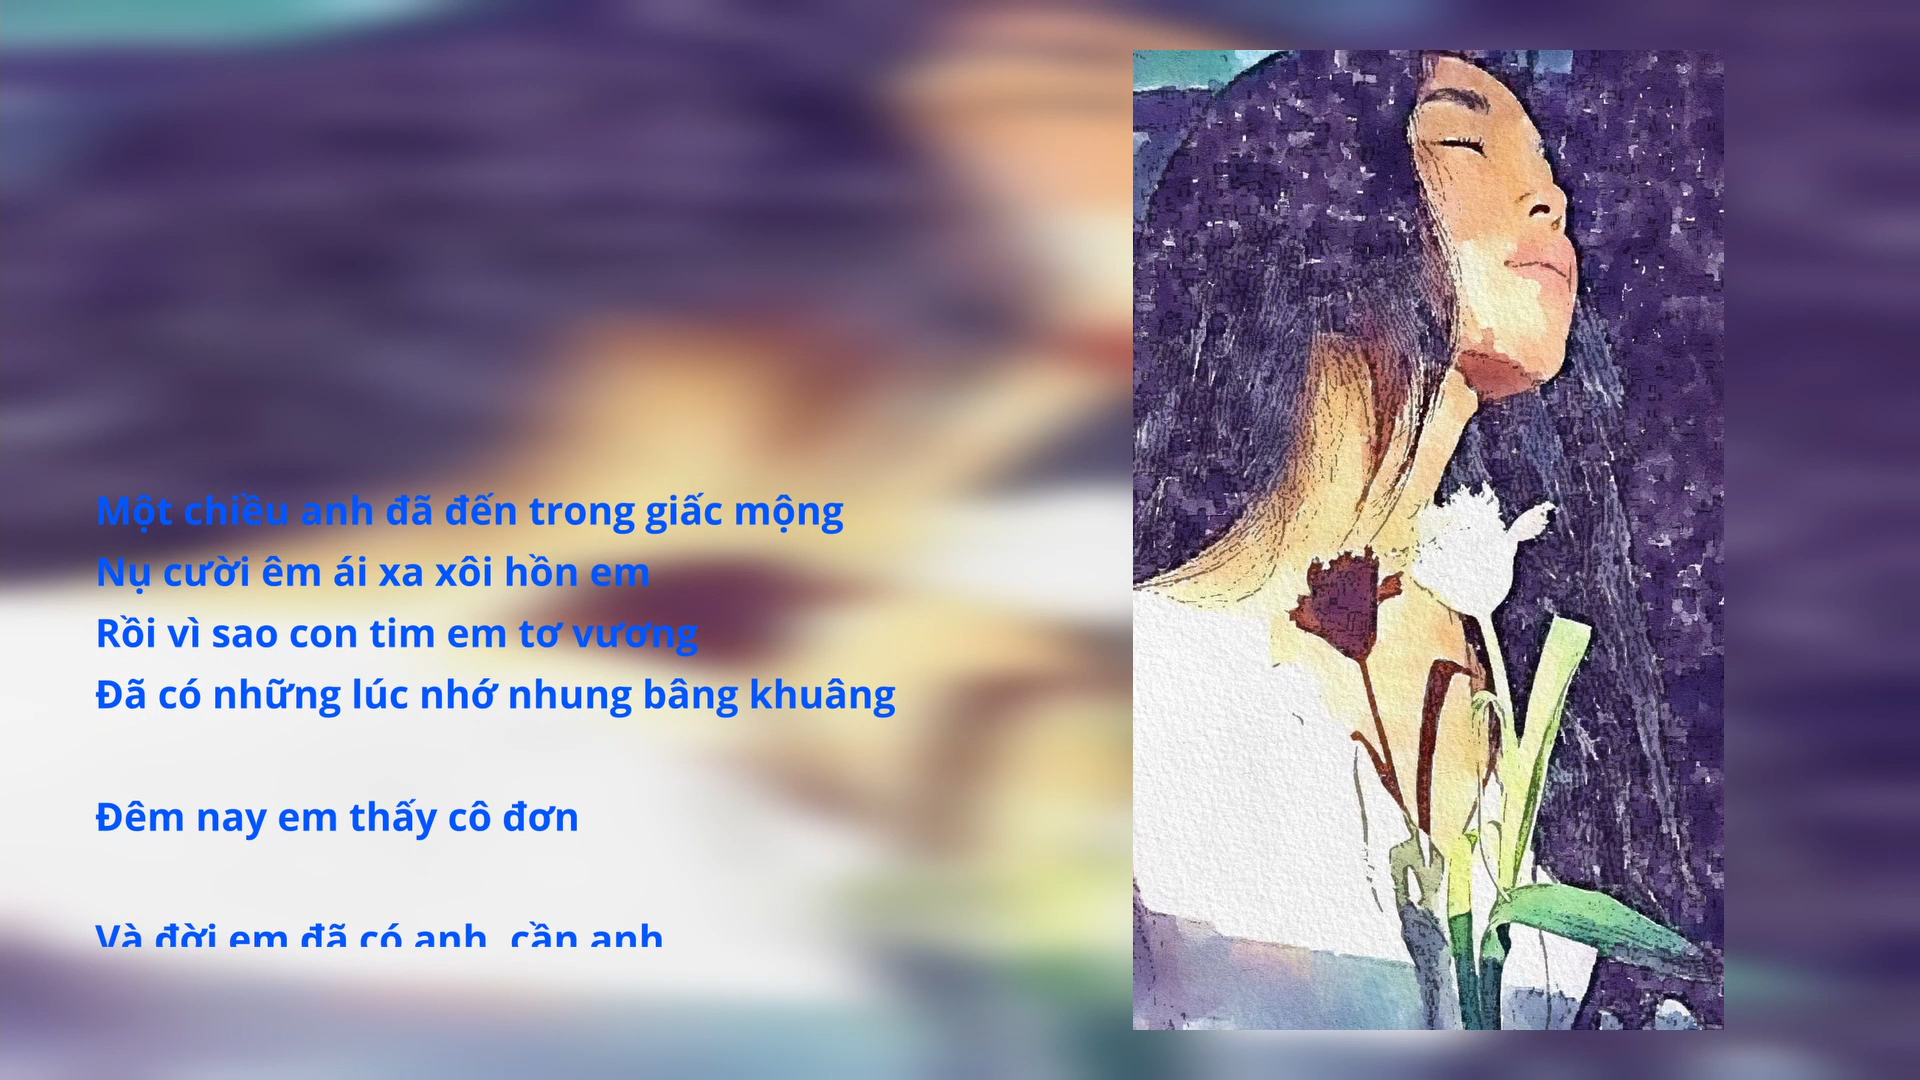 Một chiều anh đã đến trong giấc mộng
Nụ cười êm ái xa xôi hồn em
Rồi vì sao con tim em tơ vương
Đã có những lúc nhớ nhung bâng khuâng
Đêm nay em thấy cô đơn
Và đời em đã có anh, cần anh